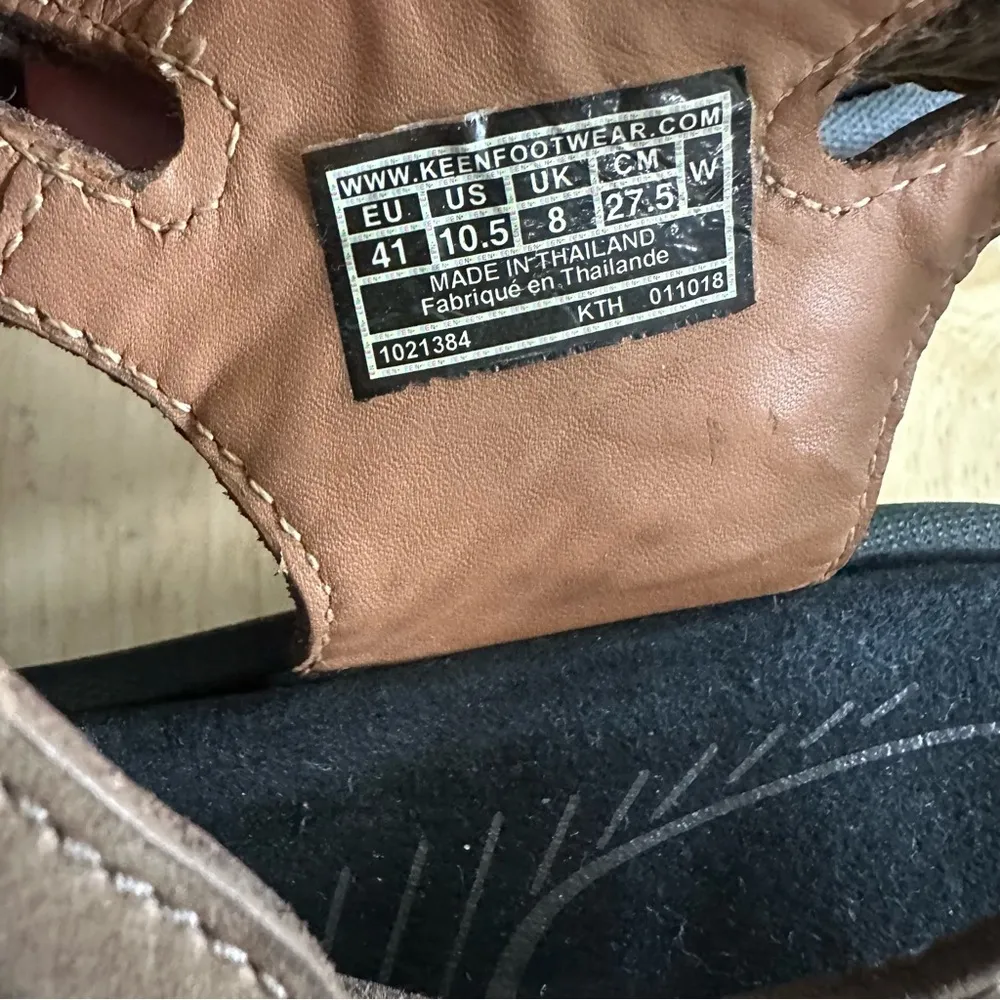 WWW.KEENFOOTWEAR.COM
EU US UK CM W
41 10.5 8 27.5
MADE IN THAILAND
Fabriqué en Thaïlande
KTH 011018
1021384